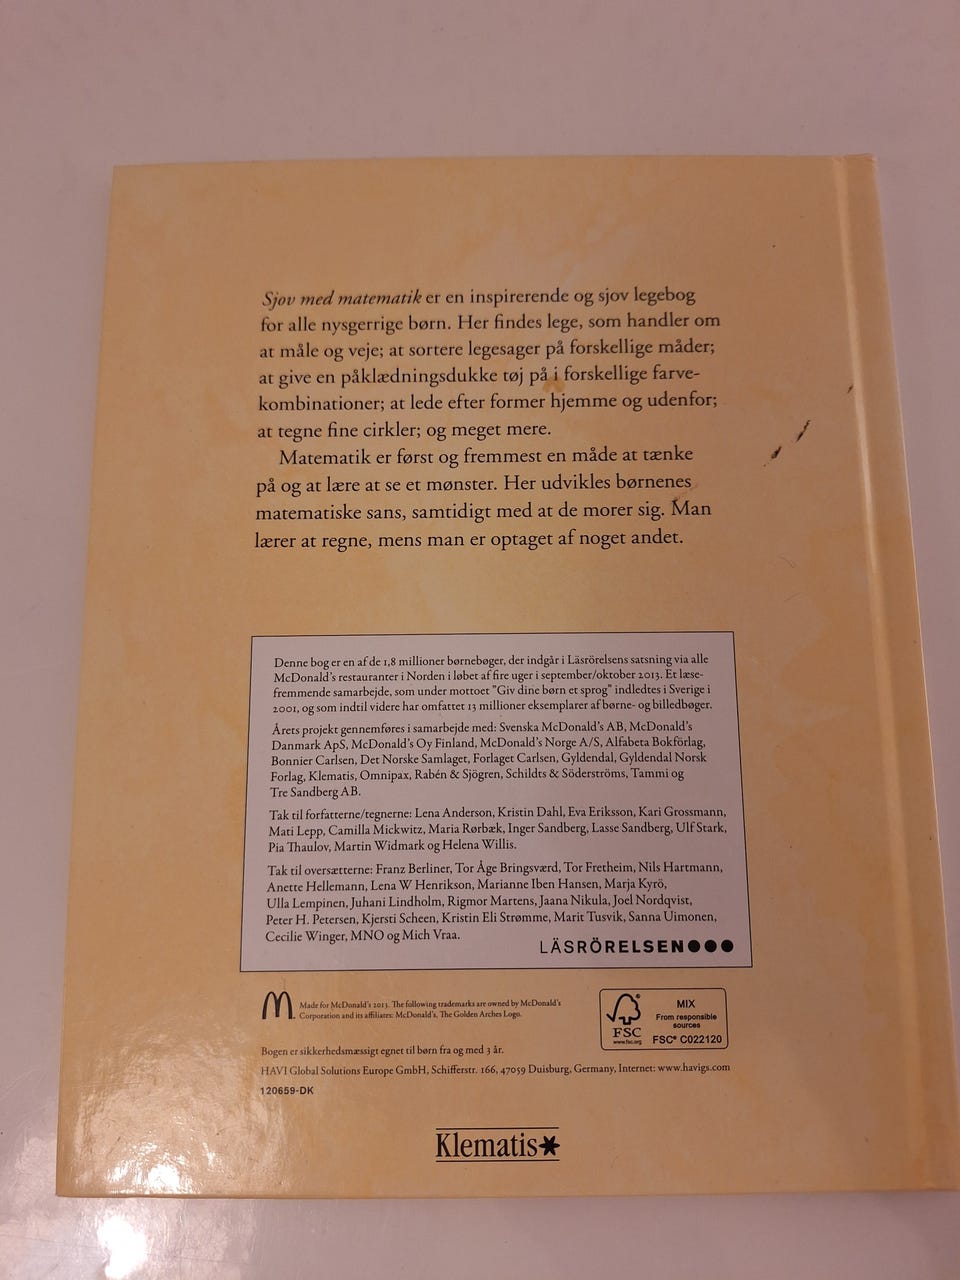 Sjov med matematik er en inspirerende og sjov legebog
for alle nysgerrige børn. Her findes lege, som handler om
at måle og veje; at sortere legesager på forskellige måder;
at give en påklædningsdukke tøj på i forskellige farve-
kombinationer; at lede efter former hjemme og udenfor;
at tegne fine cirkler; og meget mere.
Matematik er først og fremmest en måde at tænke
på og at lære at se et mønster. Her udvikles børnenes
matematiske sans, samtidigt med at de morer sig. Man
lærer at regne, mens man er optaget af noget andet.
Denne bog er en af de 1,8 millioner børnebøger, der indgår i Läsrörelsens satsning via alle
McDonald's restauranter i Norden i løbet af fire uger i september/oktober 2013. Et læse-
fremmende samarbejde, som under mottoet "Giv dine børn et sprog" indledtes i Sverige i
2001, og som indtil videre har omfattet 13 millioner eksemplarer af børne- og billedbøger.
Årets projekt gennemføres i samarbejde med: Svenska McDonald's AB, McDonald's
Danmark ApS, McDonald's Oy Finland, McDonald's Norge A/S, Alfabeta Bokförlag,
Bonnier Carlsen, Det Norske Samlaget, Forlaget Carlsen, Gyldendal, Gyldendal Norsk
Forlag, Klematis, Omnipax, Rabén & Sjögren, Schildts & Söderströms, Tammi og
Tre Sandberg AB.
Tak til forfatterne/tegnerne: Lena Anderson, Kristin Dahl, Eva Eriksson, Kari Grossmann,
Mati Lepp, Camilla Mickwitz, Maria Rørbæk, Inger Sandberg, Lasse Sandberg, Ulf Stark,
Pia Thaulov, Martin Widmark og Helena Willis.
Tak til oversætterne: Franz Berliner, Tor Åge Bringsværd, Tor Fretheim, Nils Hartmann,
Anette Hellemann, Lena W Henrikson, Marianne Iben Hansen, Marja Kyrö,
Ulla Lempinen, Juhani Lindholm, Rigmor Martens, Jaana Nikula, Joel Nordqvist,
Peter H. Petersen, Kjersti Scheen, Kristin Eli Strømme, Marit Tusvik, Sanna Uimonen,
Cecilie Winger, MNO og Mich Vraa.
LÄSRÖRELSEN●●●
Made for McDonald's 2013. The following trademarks are owned by McDonald's
Corporation and its affiliates: McDonald's, The Golden Arches Logo.
FSC
www.fsc.org
MIX
From responsible
sources
FSC® C022120
Bogen er sikkerhedsmæssigt egnet til børn fra og med 3 år.
HAVI Global Solutions Europe GmbH, Schifferstr. 166, 47059 Duisburg, Germany, Internet: www.havigs.com
120659-DK
Klematis